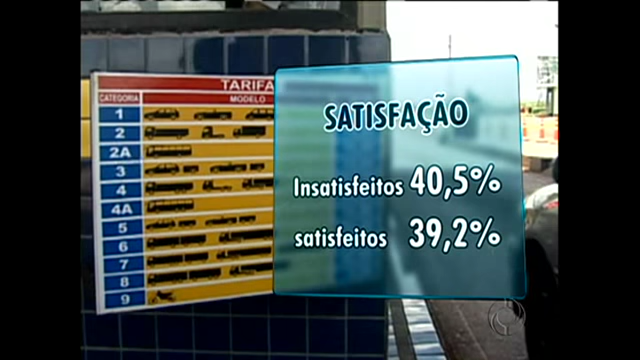 TARIFA
CATEGORIA
MODELO
1
2
2A
3
4
4A
5
6
7
8
9
SATISFAÇÃO
Insatisfeitos 40,5%
satisfeitos 39,2%